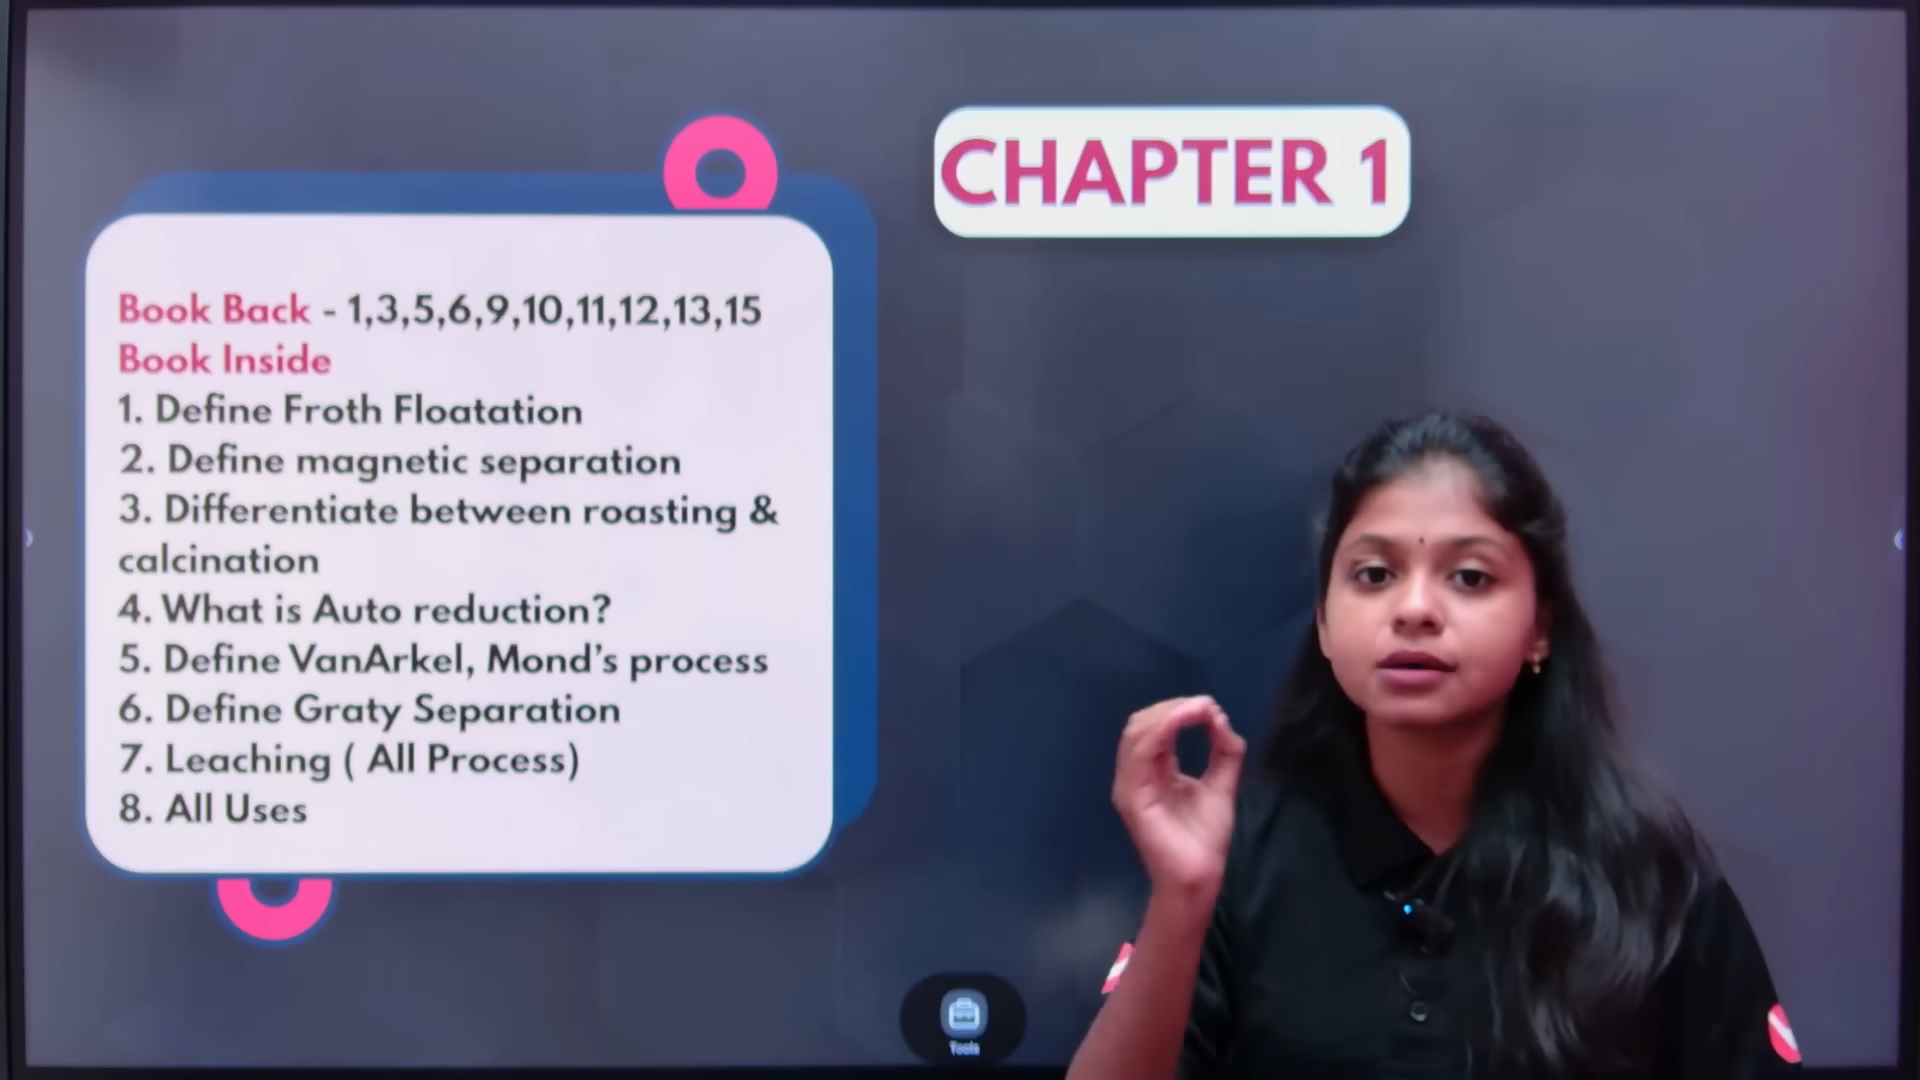 CHAPTER 1
Book Back - 1,3,5,6,9,10,11,12,13,15
Book Inside
1. Define Froth Floatation
2. Define magnetic separation
3. Differentiate between roasting &
calcination
4. What is Auto reduction?
5. Define VanArkel, Mond's process
6. Define Graty Separation
7. Leaching ( All Process)
8. All Uses
Tools